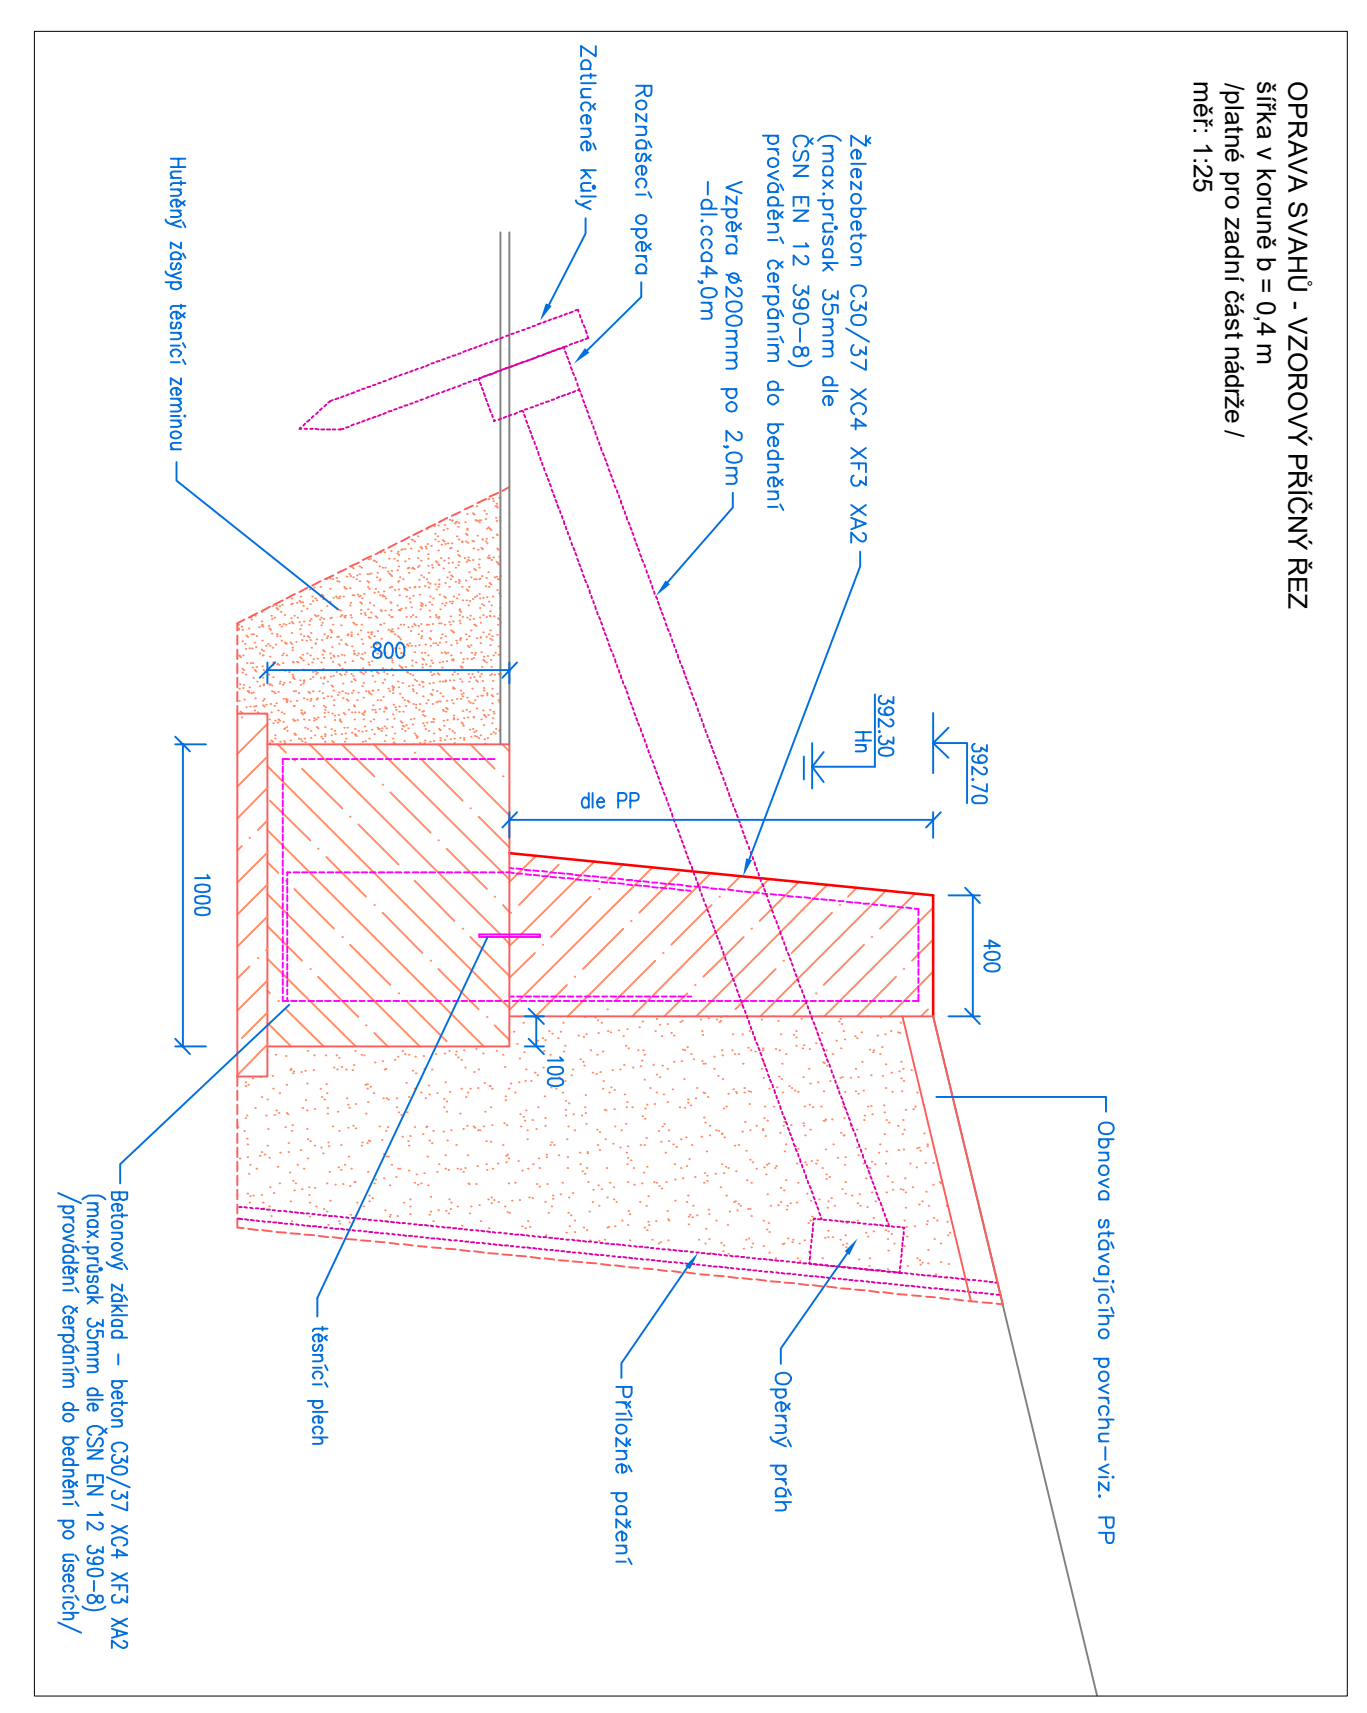 OPRAVA SVAHŮ - VZOROVÝ PŘÍČNÝ ŘEZ
šířka v koruně b = 0,4 m
/platné pro zadní část nádrže /
měř: 1:25
Železobeton C30/37 XC4 XF3 XA2
(max.průsak 35mm dle
ČSN EN 12 390-8)
provádění čerpáním do bednění
Vzpěra ø200mm po 2,0m
-dl.cca4,0m
Roznášecí opěra
Zatlučené kůly
Hutněný zásyp těsnící zeminou
392.70
392.30
Hn
dle PP
400
800
1000
100
Obnova stávajícího povrchu-viz. PP
Opěrný práh
Příložné pažení
těsnící plech
Betonový základ - beton C30/37 XC4 XF3 XA2
(max.průsak 35mm dle ČSN EN 12 390-8)
/provádění čerpáním do bednění po úsecích/